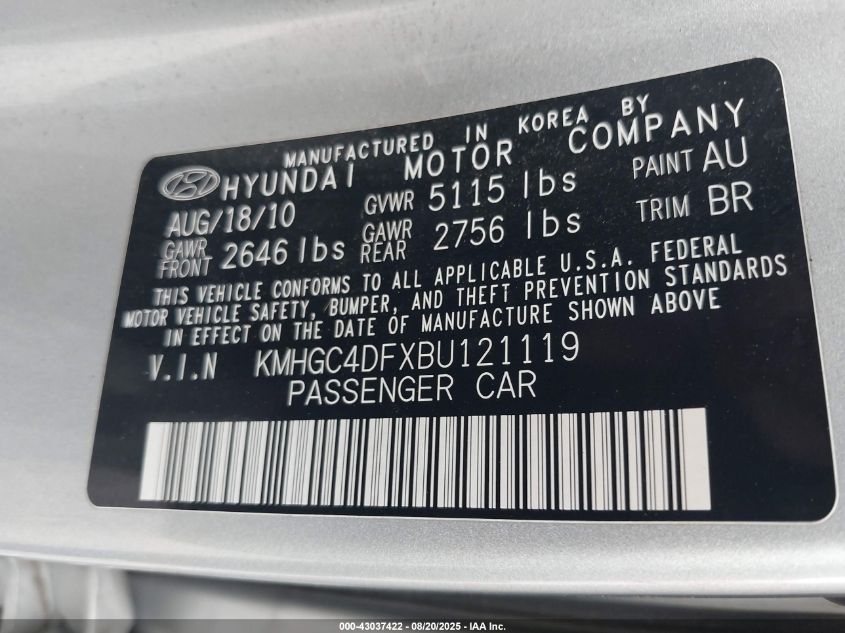 MANUFACTURED IN KOREA BY
HYUNDAI MOTOR COMPANY
AUG/18/10 GVWR 5115 lbs PAINT AU
GAWR FRONT 2646 lbs GAWR REAR 2756 lbs TRIM BR
THIS VEHICLE CONFORMS TO ALL APPLICABLE U.S.A. FEDERAL
MOTOR VEHICLE SAFETY, BUMPER, AND THEFT PREVENTION STANDARDS
IN EFFECT ON THE DATE OF MANUFACTURE SHOWN ABOVE
V.I.N KMHGC4DFXBU121119
PASSENGER CAR
000-43037422 - 08/20/2025 - IAA Inc.